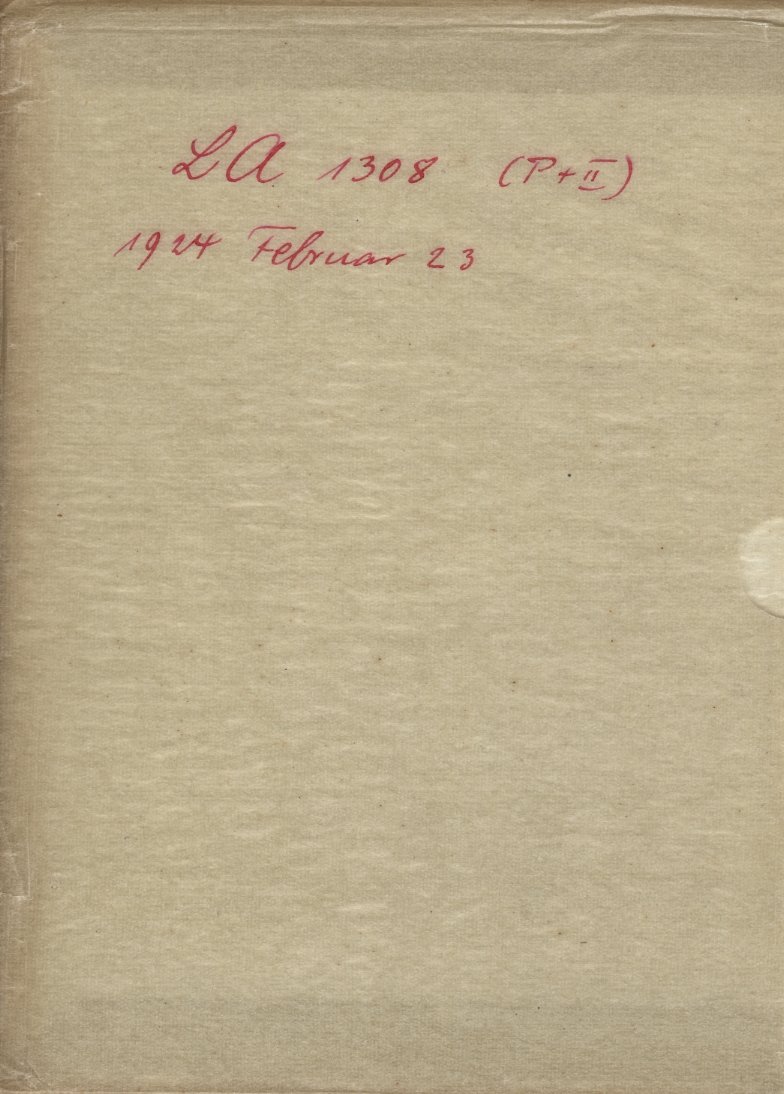 LA 1308 (P+II)
1924 Februar 23